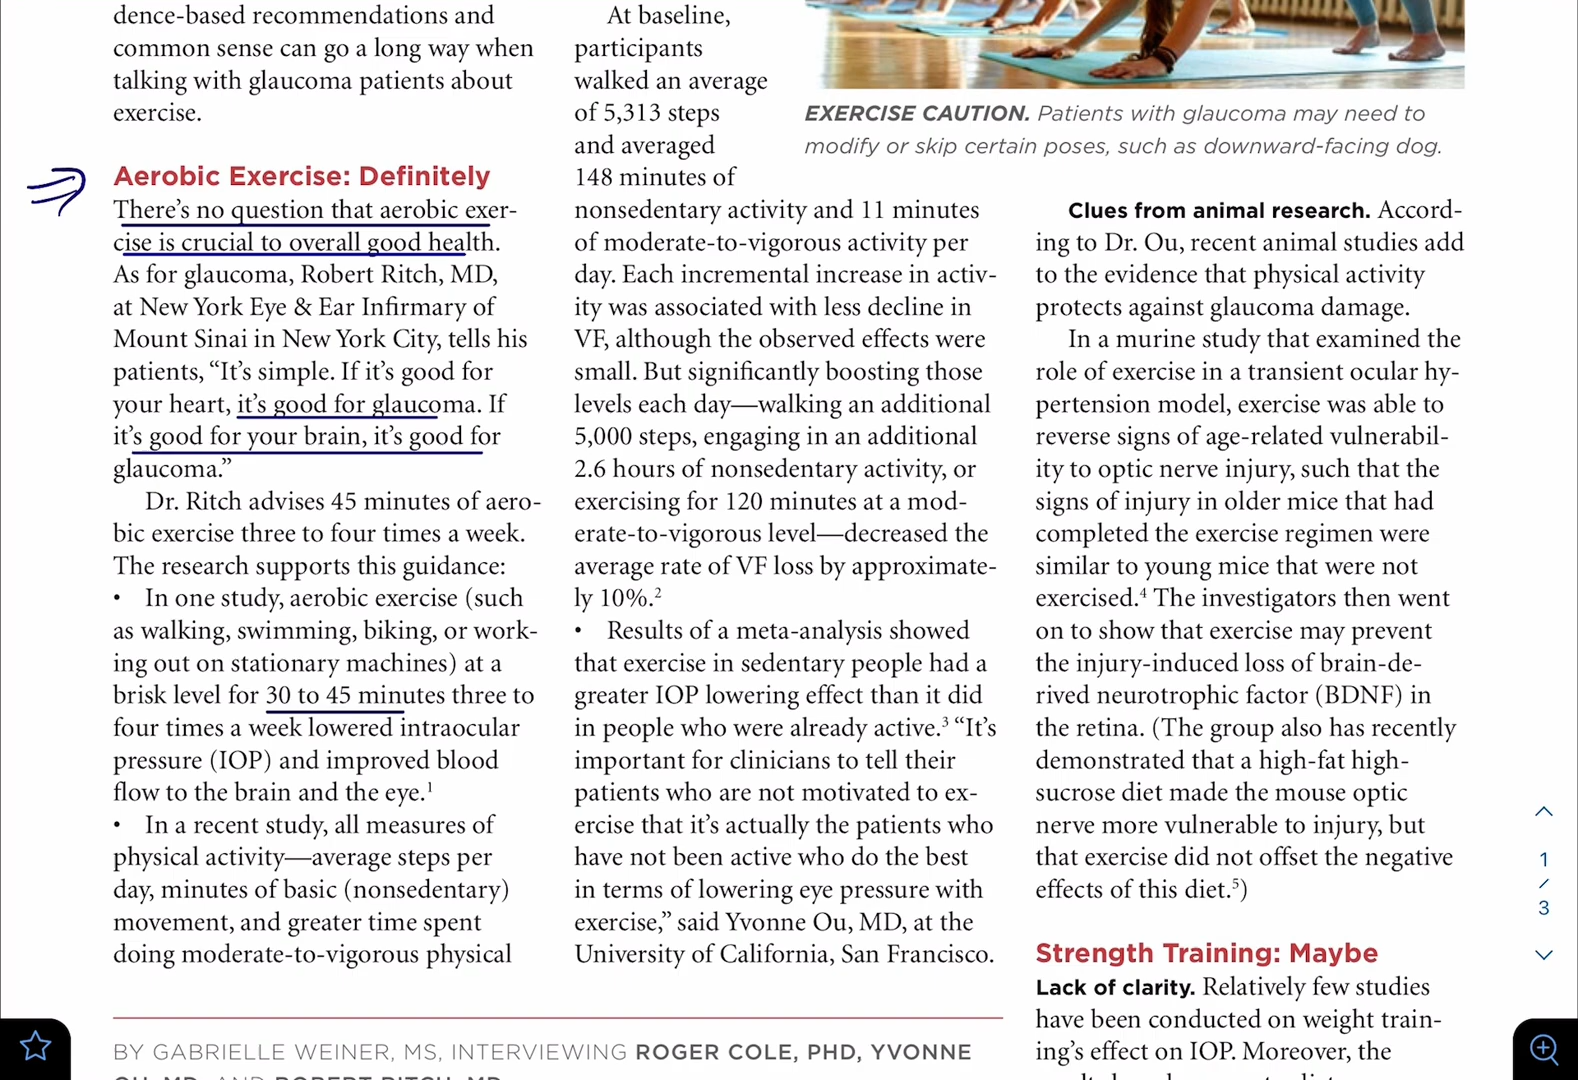 dence-based recommendations and
common sense can go a long way when
talking with glaucoma patients about
exercise.
Aerobic Exercise: Definitely
There’s no question that aerobic exer-
cise is crucial to overall good health.
As for glaucoma, Robert Ritch, MD,
at New York Eye & Ear Infirmary of
Mount Sinai in New York City, tells his
patients, “It’s simple. If it’s good for
your heart, it’s good for glaucoma. If
it’s good for your brain, it’s good for
glaucoma.”
Dr. Ritch advises 45 minutes of aero-
bic exercise three to four times a week.
The research supports this guidance:
• In one study, aerobic exercise (such
as walking, swimming, biking, or work-
ing out on stationary machines) at a
brisk level for 30 to 45 minutes three to
four times a week lowered intraocular
pressure (IOP) and improved blood
flow to the brain and the eye.¹
• In a recent study, all measures of
physical activity—average steps per
day, minutes of basic (nonsedentary)
movement, and greater time spent
doing moderate-to-vigorous physical
At baseline,
participants
walked an average
of 5,313 steps
and averaged
148 minutes of
nonsedentary activity and 11 minutes
of moderate-to-vigorous activity per
day. Each incremental increase in activ-
ity was associated with less decline in
VF, although the observed effects were
small. But significantly boosting those
levels each day—walking an additional
5,000 steps, engaging in an additional
2.6 hours of nonsedentary activity, or
exercising for 120 minutes at a mod-
erate-to-vigorous level—decreased the
average rate of VF loss by approximate-
ly 10%.²
• Results of a meta-analysis showed
that exercise in sedentary people had a
greater IOP lowering effect than it did
in people who were already active.³ “It’s
important for clinicians to tell their
patients who are not motivated to ex-
ercise that it’s actually the patients who
have not been active who do the best
in terms of lowering eye pressure with
exercise,” said Yvonne Ou, MD, at the
University of California, San Francisco.
EXERCISE CAUTION. Patients with glaucoma may need to
modify or skip certain poses, such as downward-facing dog.
Clues from animal research. Accord-
ing to Dr. Ou, recent animal studies add
to the evidence that physical activity
protects against glaucoma damage.
In a murine study that examined the
role of exercise in a transient ocular hy-
pertension model, exercise was able to
reverse signs of age-related vulnerabil-
ity to optic nerve injury, such that the
signs of injury in older mice that had
completed the exercise regimen were
similar to young mice that were not
exercised.⁴ The investigators then went
on to show that exercise may prevent
the injury-induced loss of brain-de-
rived neurotrophic factor (BDNF) in
the retina. (The group also has recently
demonstrated that a high-fat high-
sucrose diet made the mouse optic
nerve more vulnerable to injury, but
that exercise did not offset the negative
effects of this diet.⁵)
Strength Training: Maybe
Lack of clarity. Relatively few studies
have been conducted on weight train-
ing’s effect on IOP. Moreover, the
BY GABRIELLE WEINER, MS, INTERVIEWING ROGER COLE, PHD, YVONNE
OU, MD, AND ROBERT RITCH, MD
1
/
3